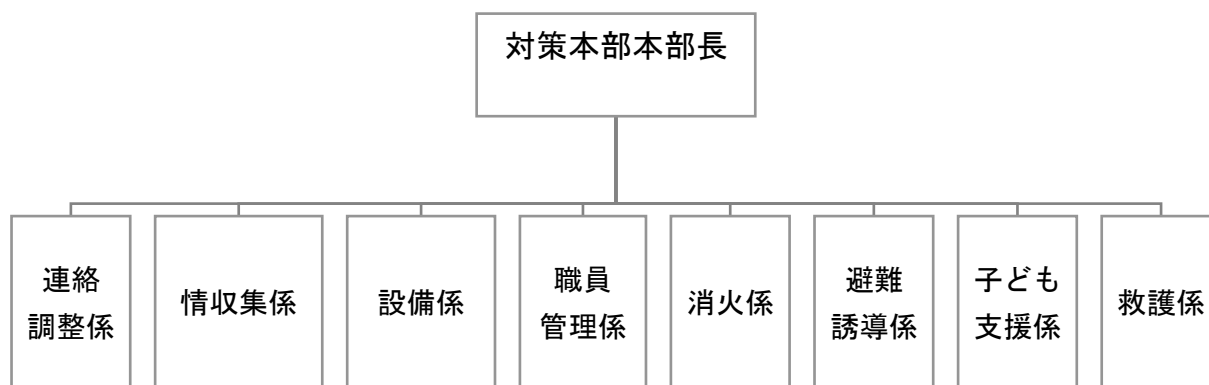 対策本部本部長
連絡
調整係
情収集係
設備係
職員
管理係
消火係
避難
誘導係
子ども
支援係
救護係